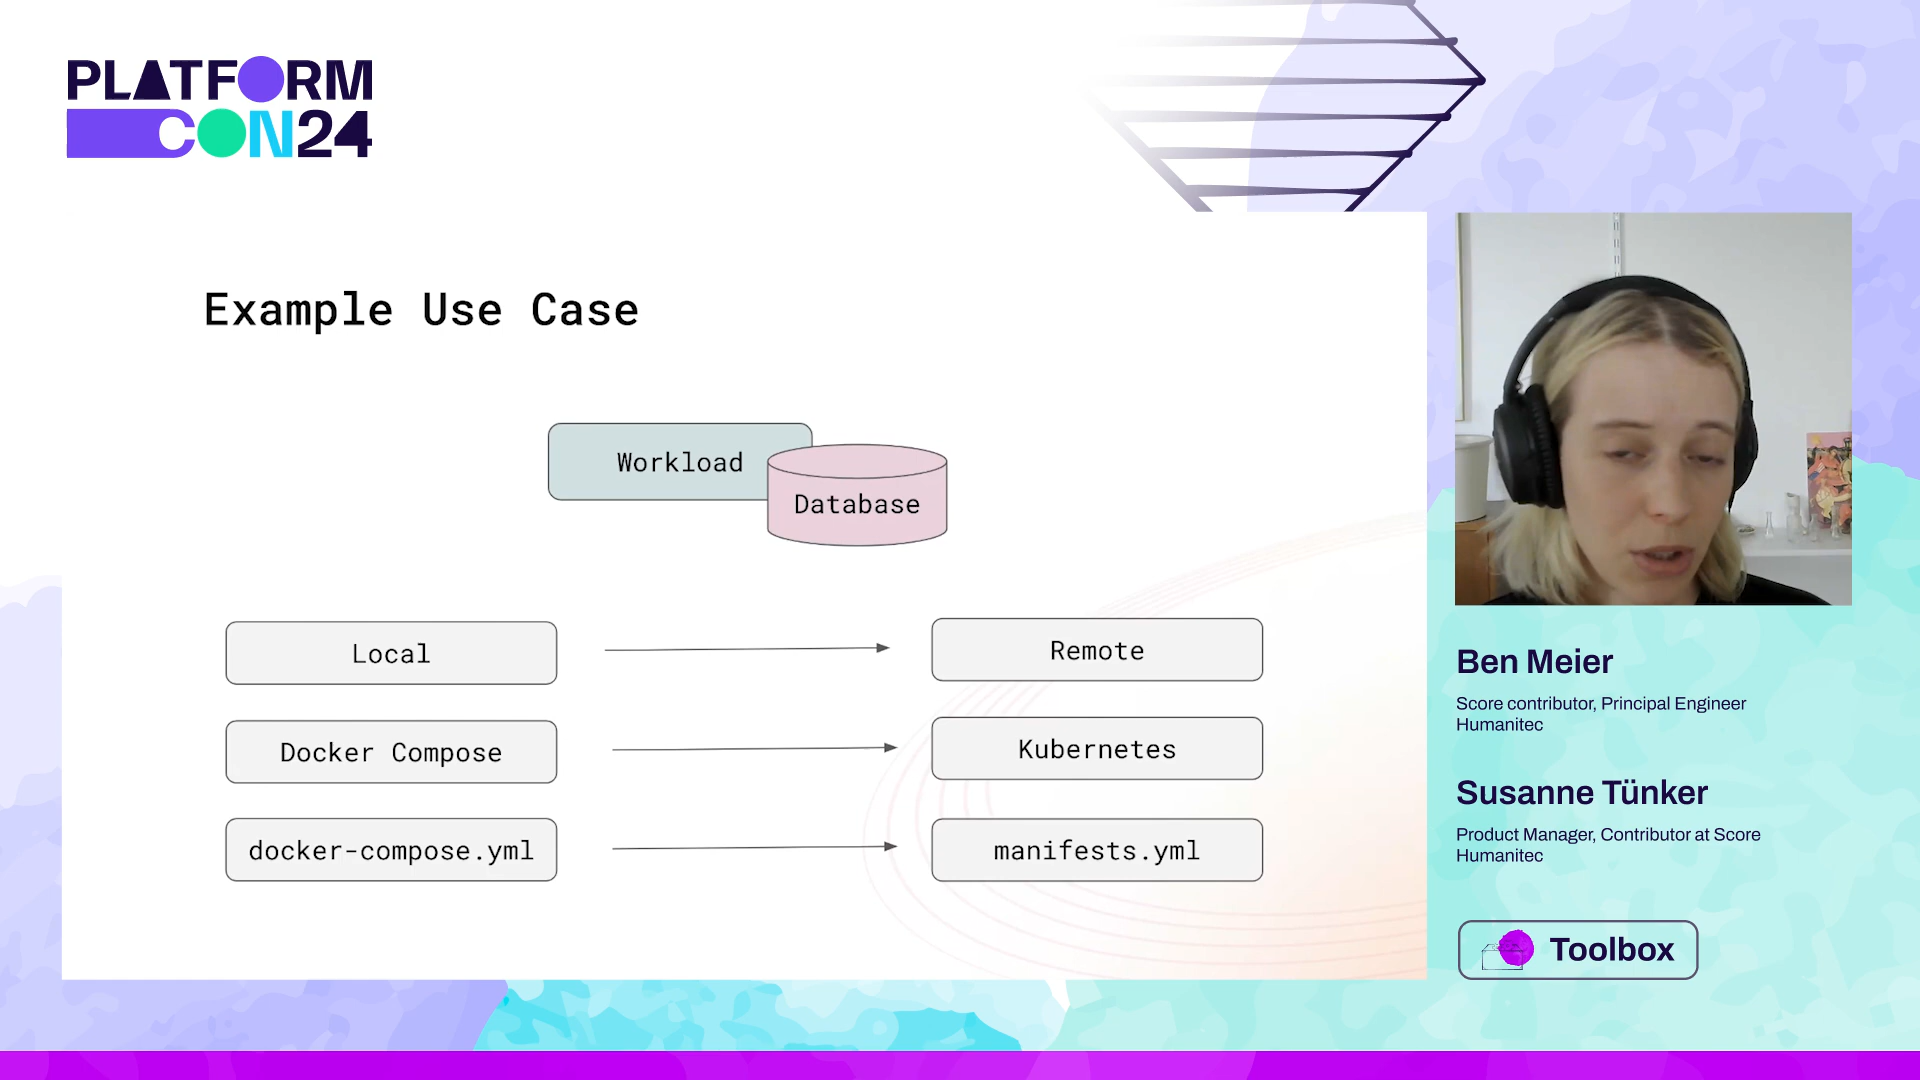 PLATFORM
CON24
Example Use Case
Workload
Database
Local
Remote
Docker Compose
Kubernetes
docker-compose.yml
manifests.yml
Ben Meier
Score contributor, Principal Engineer
Humanitec
Susanne Tünker
Product Manager, Contributor at Score
Humanitec
Toolbox